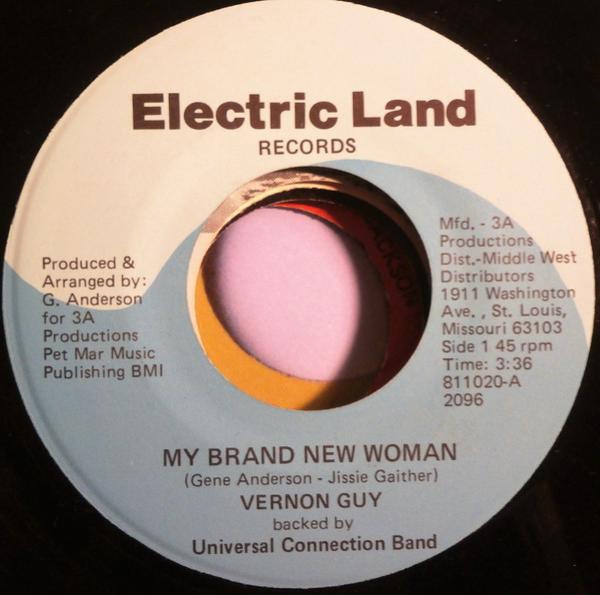 Electric Land
RECORDS
Produced &
Arranged by:
G. Anderson
for 3A
Productions
Pet Mar Music
Publishing BMI
Mfd. - 3A
Productions
Dist.-Middle West
Distributors
1911 Washington
Ave. , St. Louis,
Missouri 63103
Side 1 45 rpm
Time: 3:36
811020-A
2096
JACKSON
MY BRAND NEW WOMAN
(Gene Anderson - Jissie Gaither)
VERNON GUY
backed by
Universal Connection Band